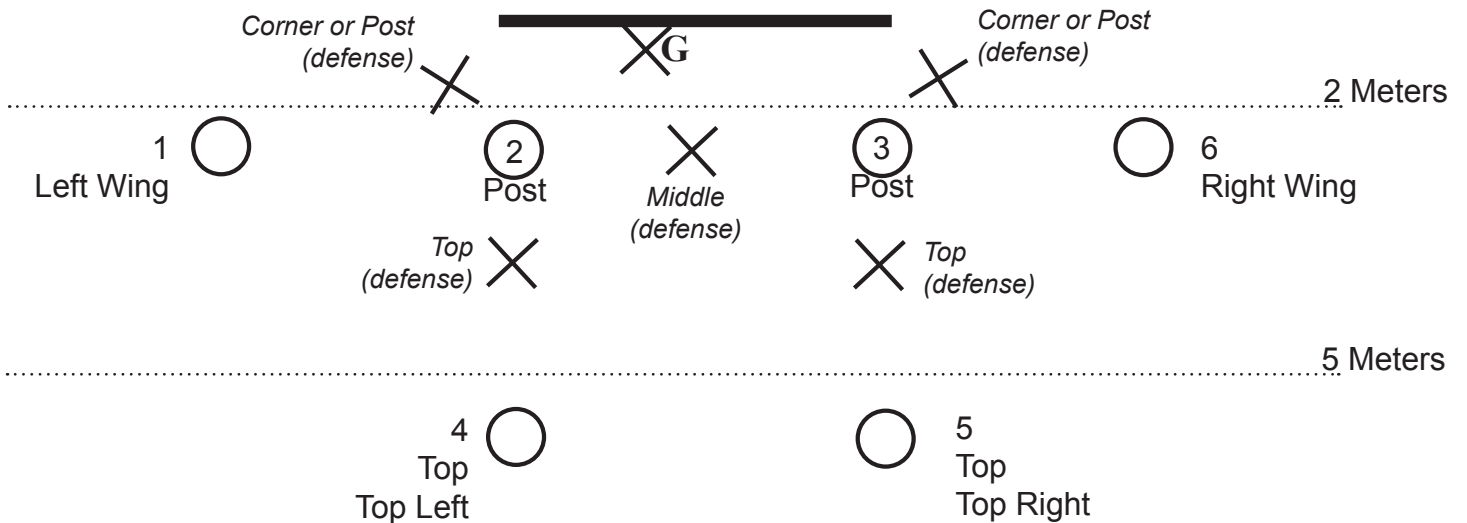 Corner or Post
(defense)
G
Corner or Post
(defense)
2 Meters
1
Left Wing
2
Post
Middle
(defense)
3
Post
6
Right Wing
Top
(defense)
Top
(defense)
5 Meters
4
Top
Top Left
5
Top
Top Right